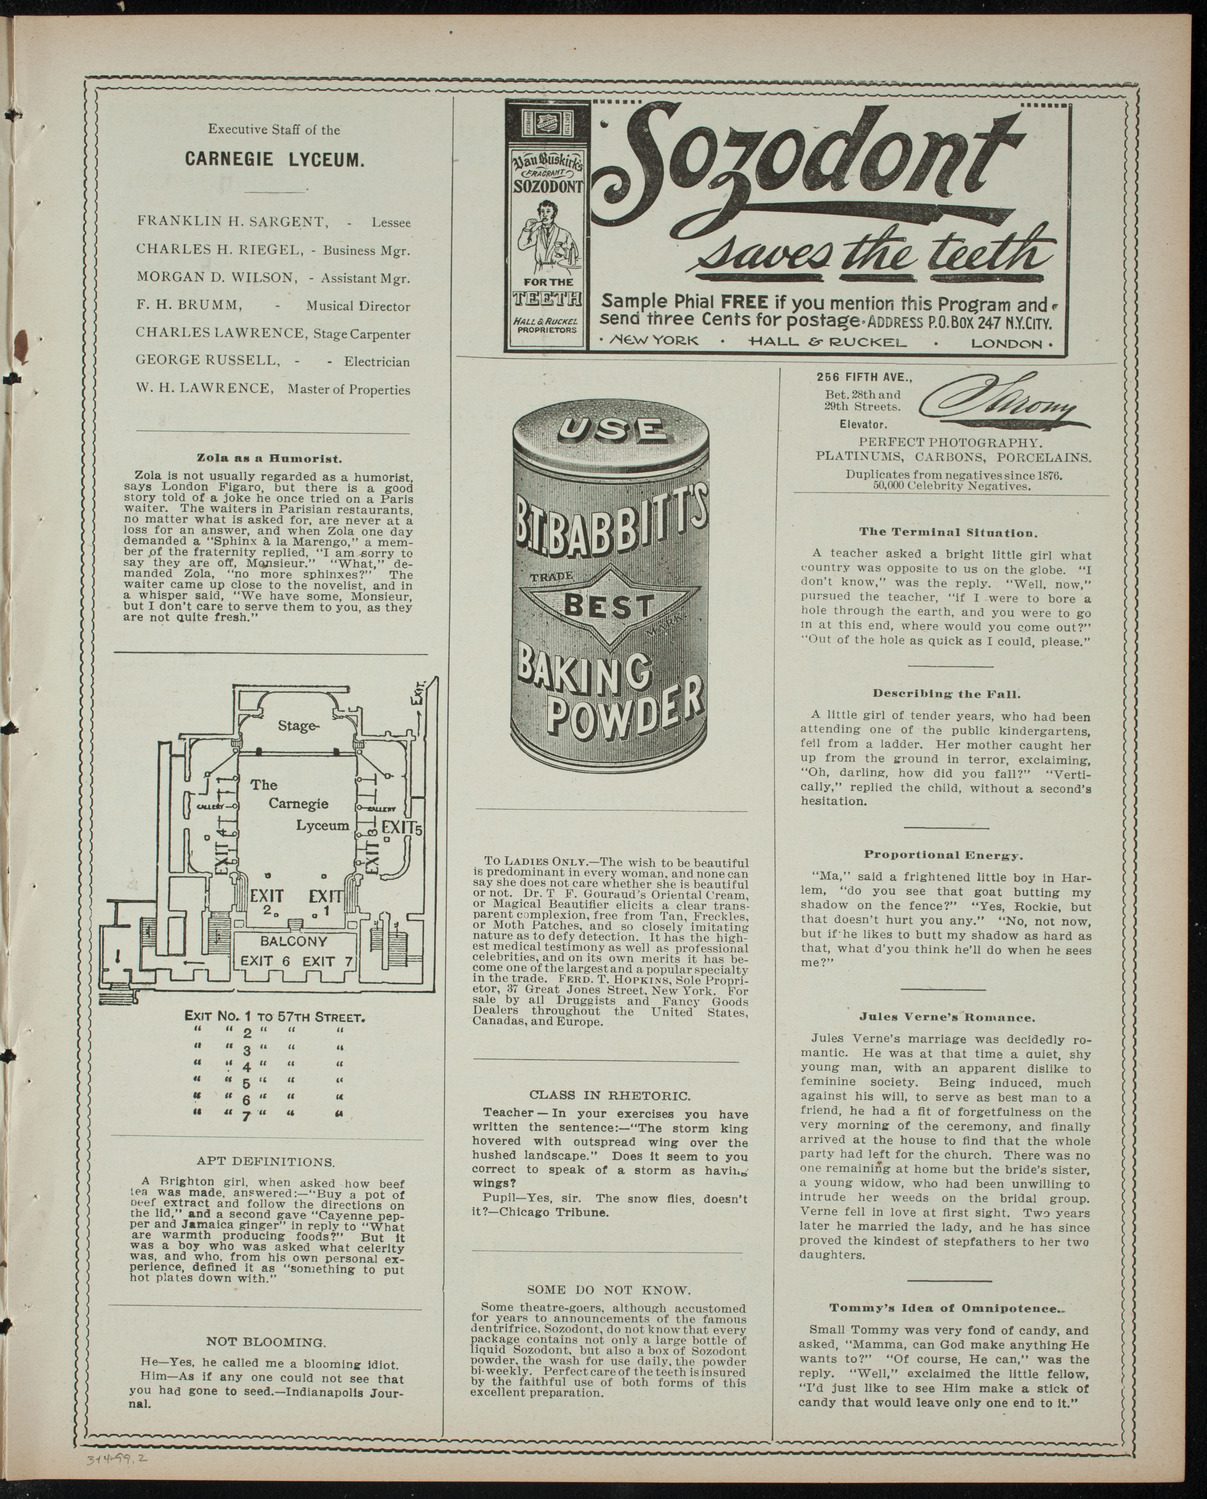 Executive Staff of the
CARNEGIE LYCEUM.
FRANKLIN H. SARGENT, - Lessee
CHARLES H. RIEGEL, - Business Mgr.
MORGAN D. WILSON, - Assistant Mgr.
F. H. BRUMM, - Musical Director
CHARLES LAWRENCE, Stage Carpenter
GEORGE RUSSELL, - - Electrician
W. H. LAWRENCE, Master of Properties
Zola as a Humorist.
Zola is not usually regarded as a humorist,
says London Figaro, but there is a good
story told of a joke he once tried on a Paris
waiter. The waiters in Parisian restaurants,
no matter what is asked for, are never at a
loss for an answer, and when Zola one day
demanded a "Sphinx à la Marengo," a mem-
ber of the fraternity replied, "I am sorry to
say they are off, Monsieur." "What," de-
manded Zola, "no more sphinxes?" The
waiter came up close to the novelist, and in
a whisper said, "We have some, Monsieur,
but I don't care to serve them to you, as they
are not quite fresh."
EXIT.
Stage-
The
Carnegie
Lyceum
GALLERY
GALLERY
EXIT 4
EXIT 3
EXIT 5
EXIT
2.
EXIT
1
BALCONY
EXIT 6 EXIT 7
EXIT NO. 1 TO 57TH STREET.
" " 2 " " "
" " 3 " " "
" " 4 " " "
" " 5 " " "
" " 6 " " "
" " 7 " " "
APT DEFINITIONS.
A Brighton girl, when asked how beef
tea was made, answered:—"Buy a pot of
beef extract and follow the directions on
the lid," and a second gave "Cayenne pep-
per and Jamaica ginger" in reply to "What
are warmth producing foods?" But it
was a boy who was asked what celerity
was, and who, from his own personal ex-
perience, defined it as "something to put
hot plates down with."
NOT BLOOMING.
He—Yes, he called me a blooming idiot.
Him—As if any one could not see that
you had gone to seed.—Indianapolis Jour-
nal.
Van Buskirk's
FRAGRANT
SOZODONT
FOR THE
TEETH
HALL & RUCKEL
PROPRIETORS
Sozodont
saves the teeth
Sample Phial FREE if you mention this Program and
send three Cents for postage. ADDRESS P.O. BOX 247 N.Y. CITY.
· NEW YORK · HALL & RUCKEL · LONDON ·
USE
B.T. BABBITT'S
TRADE
BEST
MARK
BAKING
POWDER
TO LADIES ONLY.—The wish to be beautiful
is predominant in every woman, and none can
say she does not care whether she is beautiful
or not. Dr. T. F. Gouraud's Oriental Cream,
or Magical Beautifier elicits a clear trans-
parent complexion, free from Tan, Freckles,
or Moth Patches, and so closely imitating
nature as to defy detection. It has the high-
est medical testimony as well as professional
celebrities, and on its own merits it has be-
come one of the largest and a popular specialty
in the trade. FERD. T. HOPKINS, Sole Propri-
etor, 37 Great Jones Street, New York. For
sale by all Druggists and Fancy Goods
Dealers throughout the United States,
Canadas, and Europe.
CLASS IN RHETORIC.
Teacher—In your exercises you have
written the sentence:—"The storm king
hovered with outspread wing over the
hushed landscape." Does it seem to you
correct to speak of a storm as having
wings?
Pupil—Yes, sir. The snow flies, doesn't
it?—Chicago Tribune.
SOME DO NOT KNOW.
Some theatre-goers, although accustomed
for years to announcements of the famous
dentrifrice, Sozodont, do not know that every
package contains not only a large bottle of
liquid Sozodont, but also a box of Sozodont
powder, the wash for use daily, the powder
bi-weekly. Perfect care of the teeth is insured
by the faithful use of both forms of this
excellent preparation.
256 FIFTH AVE.,
Bet. 28th and
29th Streets.
Elevator.
Sarony
PERFECT PHOTOGRAPHY.
PLATINUMS, CARBONS, PORCELAINS.
Duplicates from negatives since 1876.
50,000 Celebrity Negatives.
The Terminal Situation.
A teacher asked a bright little girl what
country was opposite to us on the globe. "I
don't know," was the reply. "Well, now,"
pursued the teacher, "if I were to bore a
hole through the earth, and you were to go
in at this end, where would you come out?"
"Out of the hole as quick as I could, please."
Describing the Fall.
A little girl of tender years, who had been
attending one of the public kindergartens,
fell from a ladder. Her mother caught her
up from the ground in terror, exclaiming,
"Oh, darling, how did you fall?" "Verti-
cally," replied the child, without a second's
hesitation.
Proportional Energy.
"Ma," said a frightened little boy in Har-
lem, "do you see that goat butting my
shadow on the fence?" "Yes, Rockie, but
that doesn't hurt you any." "No, not now,
but if he likes to butt my shadow as hard as
that, what d'you think he'll do when he sees
me?"
Jules Verne's Romance.
Jules Verne's marriage was decidedly ro-
mantic. He was at that time a quiet, shy
young man, with an apparent dislike to
feminine society. Being induced, much
against his will, to serve as best man to a
friend, he had a fit of forgetfulness on the
very morning of the ceremony, and finally
arrived at the house to find that the whole
party had left for the church. There was no
one remaining at home but the bride's sister,
a young widow, who had been unwilling to
intrude her weeds on the bridal group.
Verne fell in love at first sight. Two years
later he married the lady, and he has since
proved the kindest of stepfathers to her two
daughters.
Tommy's Idea of Omnipotence.
Small Tommy was very fond of candy, and
asked, "Mamma, can God make anything He
wants to?" "Of course, He can," was the
reply. "Well," exclaimed the little fellow,
"I'd just like to see Him make a stick of
candy that would leave only one end to it."